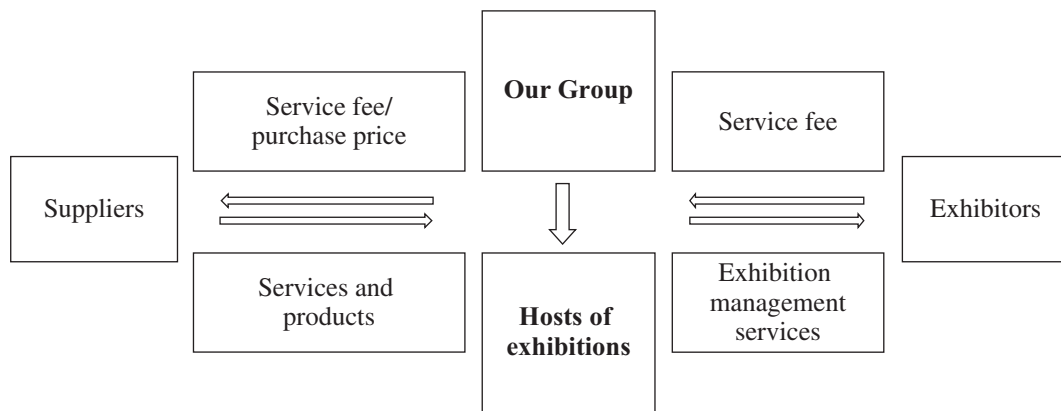 Our Group
Service fee/
purchase price
Service fee
Suppliers
Exhibitors
Services and
products
Hosts of
exhibitions
Exhibition
management
services